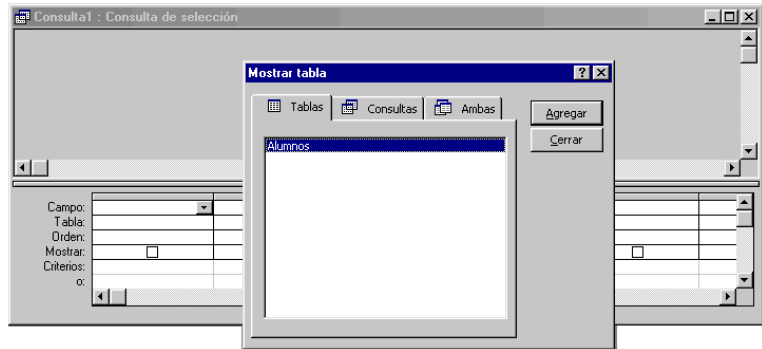 Consulta1 : Consulta de selección
Mostrar tabla
Tablas Consultas Ambas
Agregar
Cerrar
Alumnos
Campo:
Tabla:
Orden:
Mostrar:
Criterios:
o: